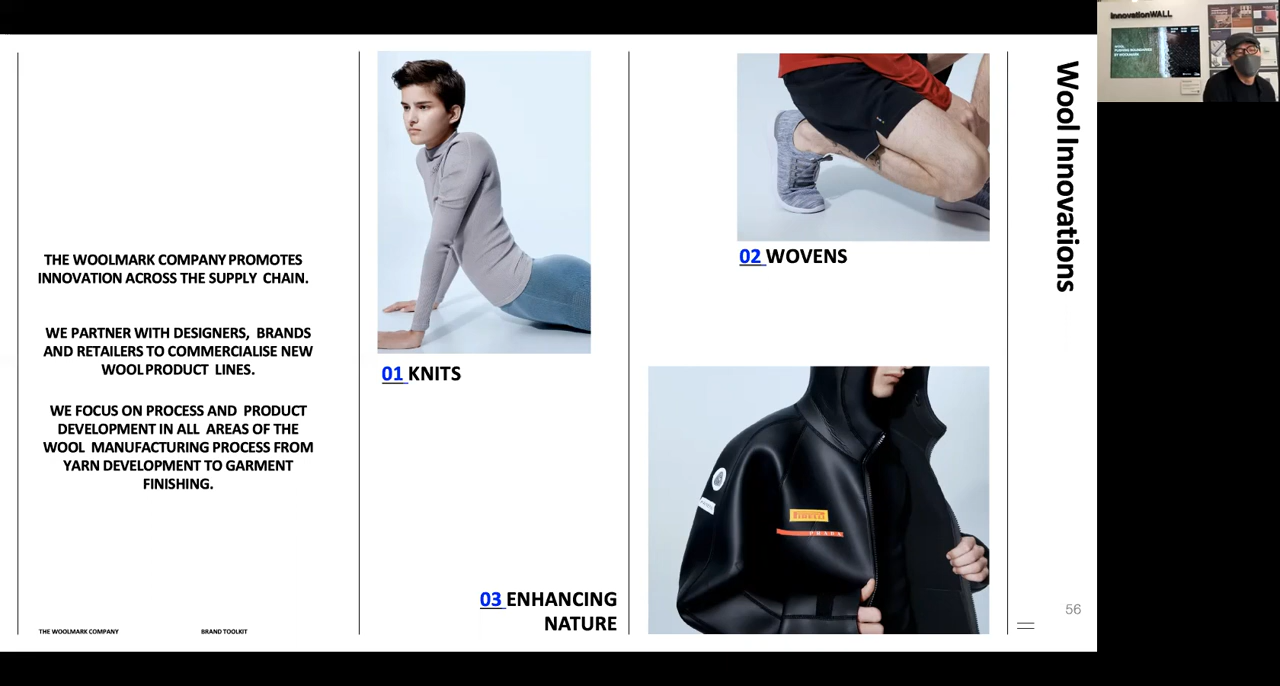 THE WOOLMARK COMPANY PROMOTES
INNOVATION ACROSS THE SUPPLY CHAIN.
WE PARTNER WITH DESIGNERS, BRANDS
AND RETAILERS TO COMMERCIALISE NEW
WOOL PRODUCT LINES.
WE FOCUS ON PROCESS AND PRODUCT
DEVELOPMENT IN ALL AREAS OF THE
WOOL MANUFACTURING PROCESS FROM
YARN DEVELOPMENT TO GARMENT
FINISHING.
THE WOOLMARK COMPANY
BRAND TOOLKIT
01 KNITS
02 WOVENS
03 ENHANCING
NATURE
PIRELLI
PRADA
Wool Innovations
56
InnovationWALL